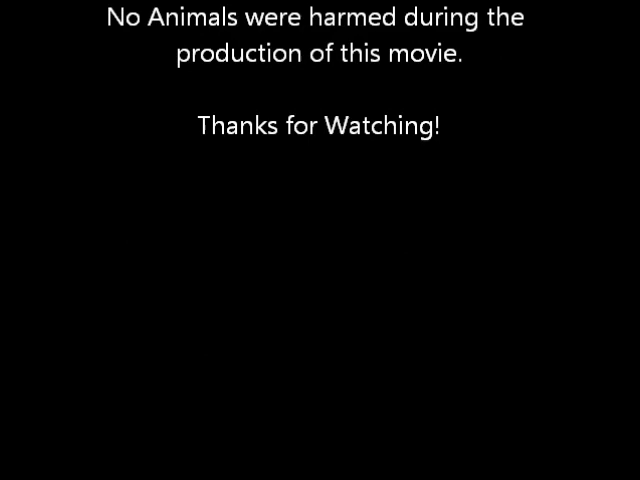 No Animals were harmed during the
production of this movie.
Thanks for Watching!